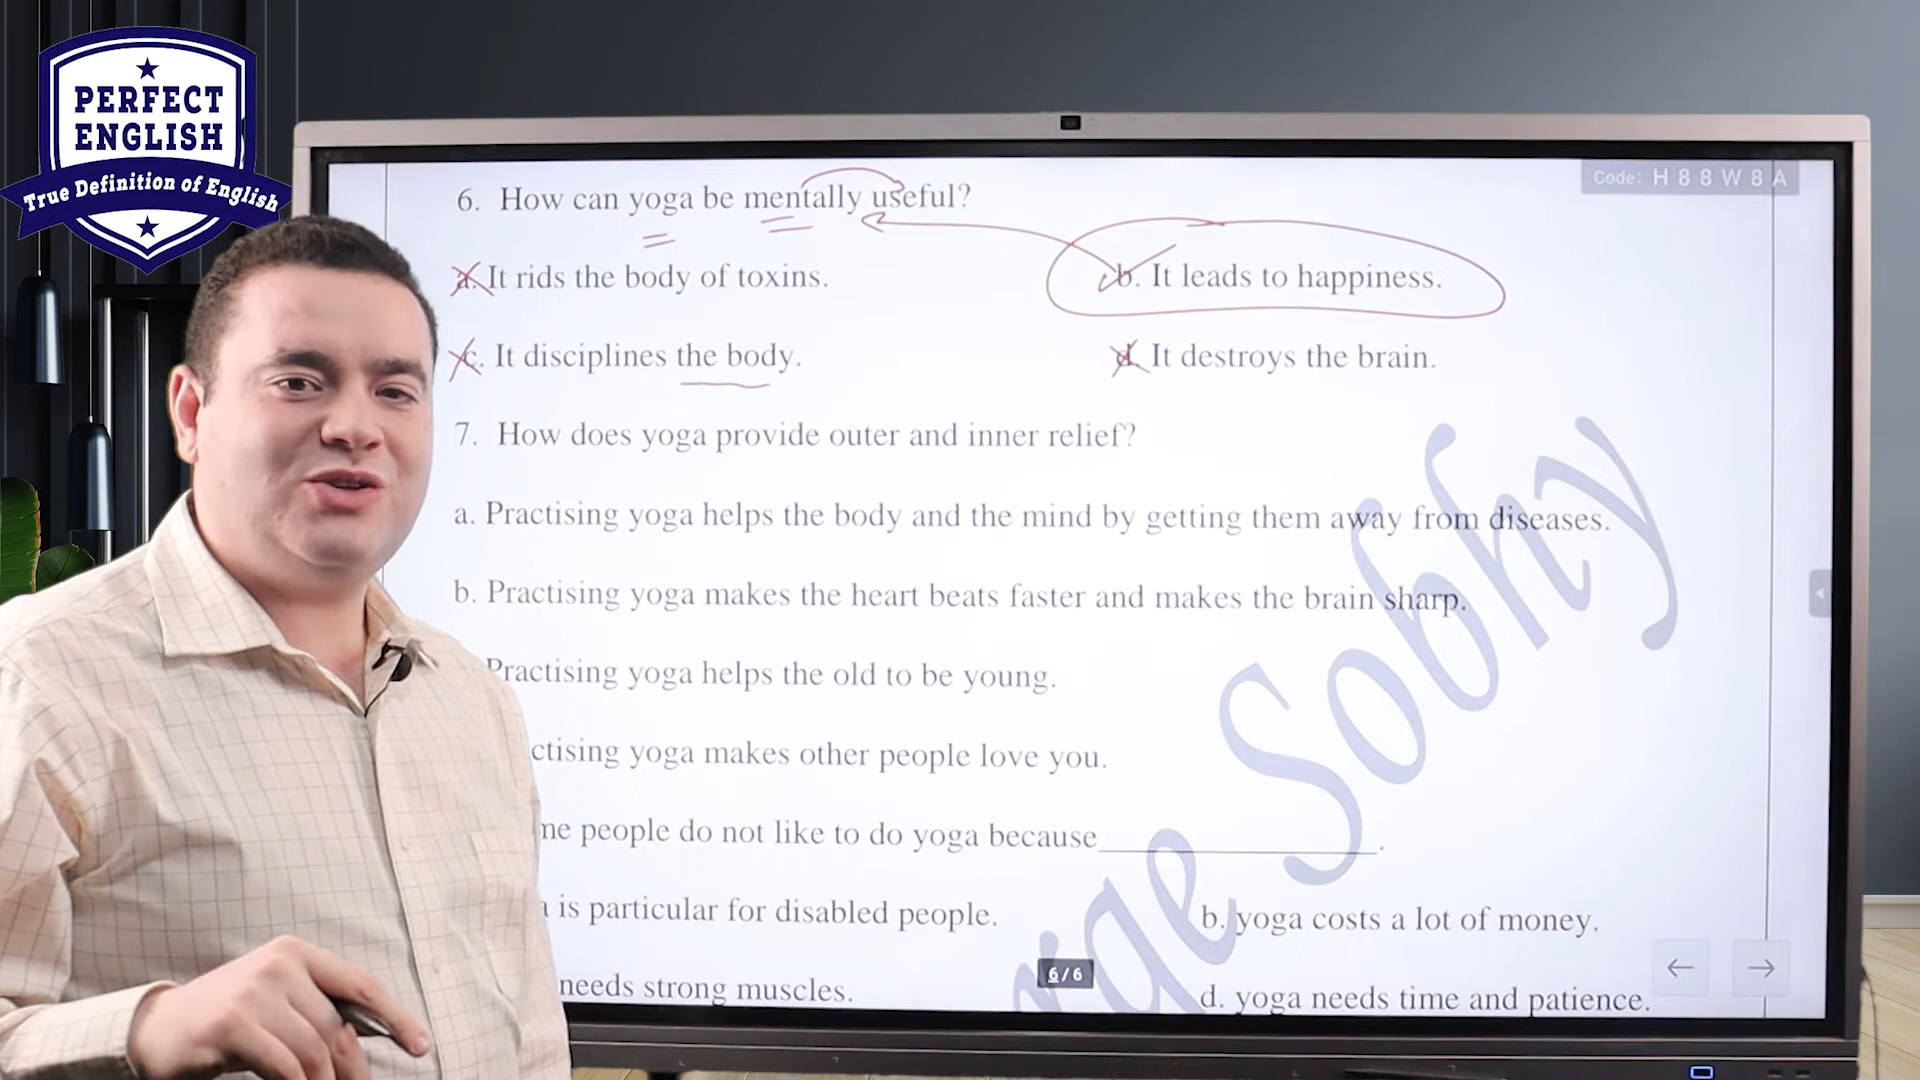 PERFECT
ENGLISH
True Definition of English
Code: H88W8A
6. How can yoga be mentally useful?
a. It rids the body of toxins.
b. It leads to happiness.
c. It disciplines the body.
d. It destroys the brain.
7. How does yoga provide outer and inner relief?
a. Practising yoga helps the body and the mind by getting them away from diseases.
b. Practising yoga makes the heart beats faster and makes the brain sharp.
Practising yoga helps the old to be young.
ctising yoga makes other people love you.
me people do not like to do yoga because____________.
is particular for disabled people.
b. yoga costs a lot of money.
needs strong muscles.
d. yoga needs time and patience.
rge Sobhy
6/6